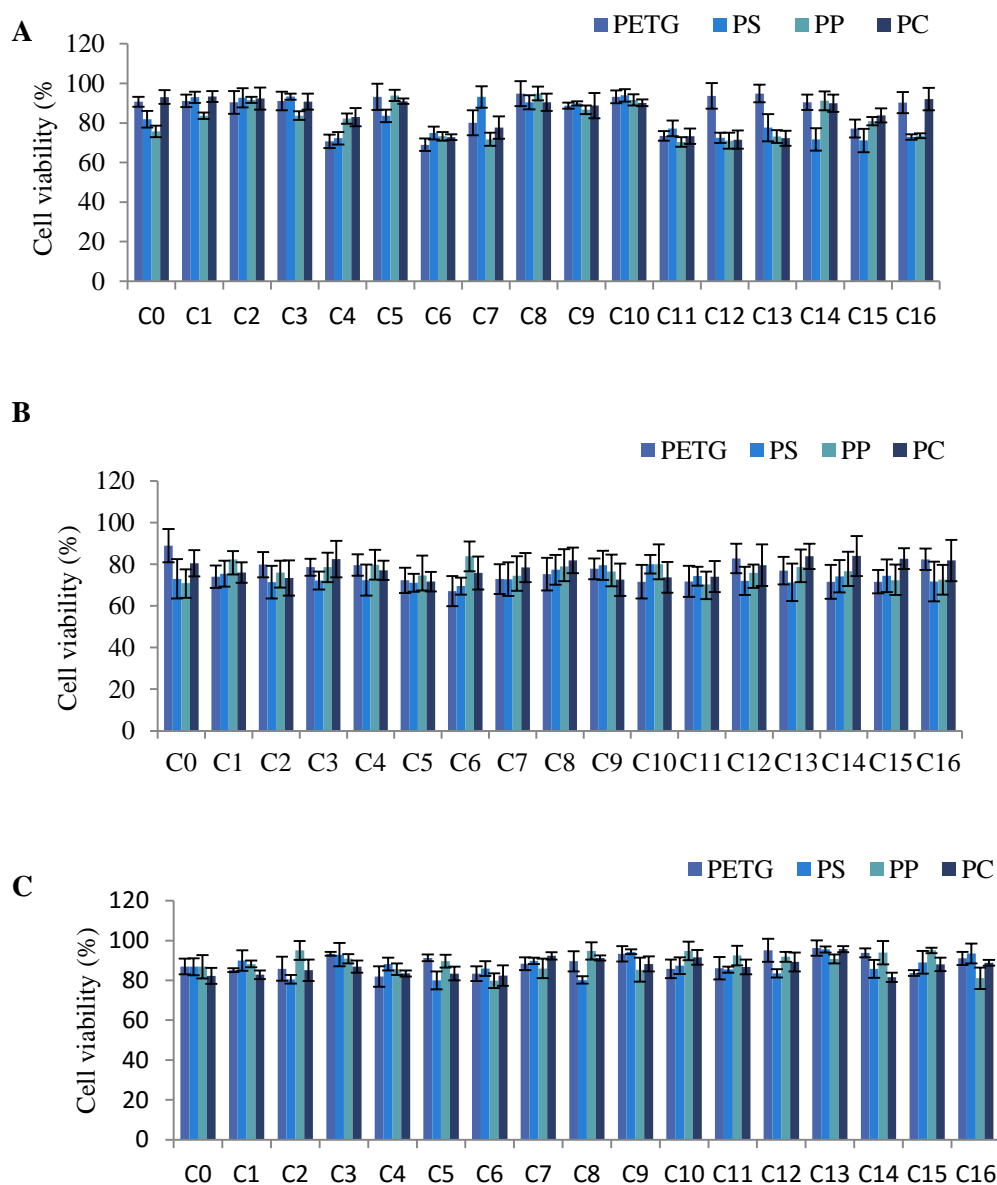 A
PETG PS PP PC
Cell viability (%
120
100
80
60
40
20
0
C0 C1 C2 C3 C4 C5 C6 C7 C8 C9 C10 C11 C12 C13 C14 C15 C16
B
PETG PS PP PC
Cell viability (%)
120
100
80
60
40
20
0
C0 C1 C2 C3 C4 C5 C6 C7 C8 C9 C10 C11 C12 C13 C14 C15 C16
C
PETG PS PP PC
Cell viability (%)
120
100
80
60
40
20
0
C0 C1 C2 C3 C4 C5 C6 C7 C8 C9 C10 C11 C12 C13 C14 C15 C16